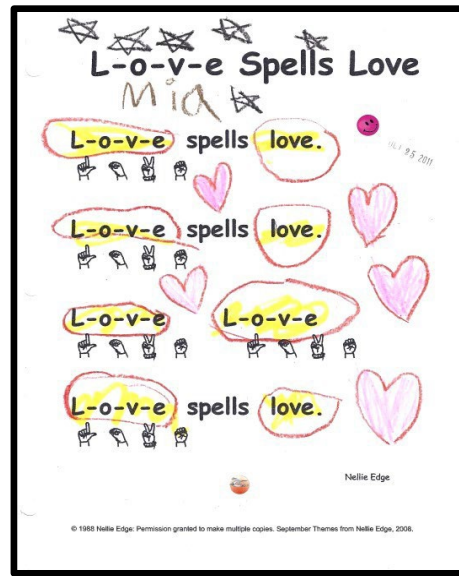 L-o-v-e Spells Love
Mia
L-o-v-e spells love.
L-o-v-e spells love.
L-o-v-e L-o-v-e
L-o-v-e spells love.
Nellie Edge
© 1988 Nellie Edge: Permission granted to make multiple copies. September Themes from Nellie Edge, 2008.